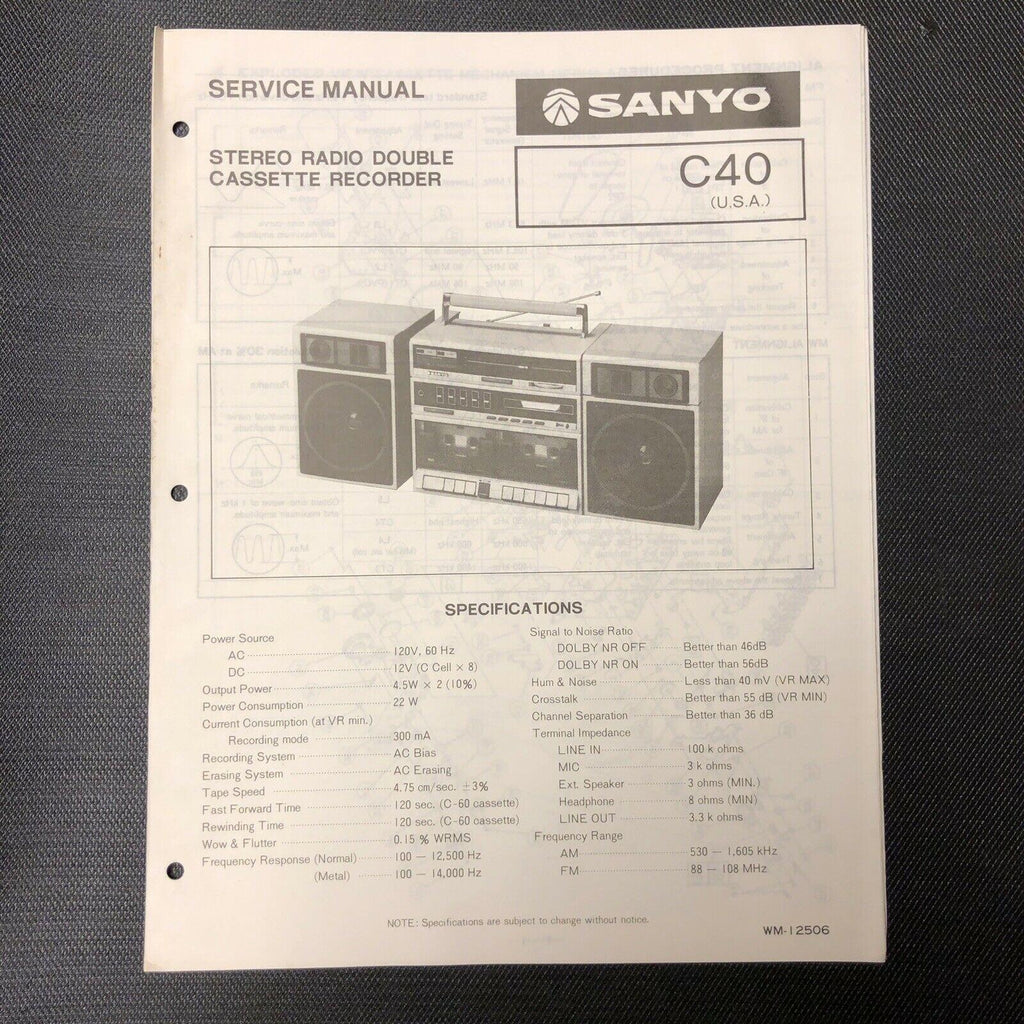 SERVICE MANUAL
SANYO
STEREO RADIO DOUBLE
CASSETTE RECORDER
C40
(U.S.A.)
SANYO
SPECIFICATIONS
Power Source
AC 120V, 60 Hz
DC 12V (C Cell × 8)
Output Power 4.5W × 2 (10%)
Power Consumption 22 W
Current Consumption (at VR min.)
Recording mode 300 mA
Recording System AC Bias
Erasing System AC Erasing
Tape Speed 4.75 cm/sec. ±3%
Fast Forward Time 120 sec. (C-60 cassette)
Rewinding Time 120 sec. (C-60 cassette)
Wow & Flutter 0.15 % WRMS
Frequency Response (Normal) 100 — 12,500 Hz
(Metal) 100 — 14,000 Hz
Signal to Noise Ratio
DOLBY NR OFF Better than 46dB
DOLBY NR ON Better than 56dB
Hum & Noise Less than 40 mV (VR MAX)
Crosstalk Better than 55 dB (VR MIN)
Channel Separation Better than 36 dB
Terminal Impedance
LINE IN 100 k ohms
MIC 3 k ohms
Ext. Speaker 3 ohms (MIN.)
Headphone 8 ohms (MIN)
LINE OUT 3.3 k ohms
Frequency Range
AM 530 — 1,605 kHz
FM 88 — 108 MHz
NOTE: Specifications are subject to change without notice.
WM-12506